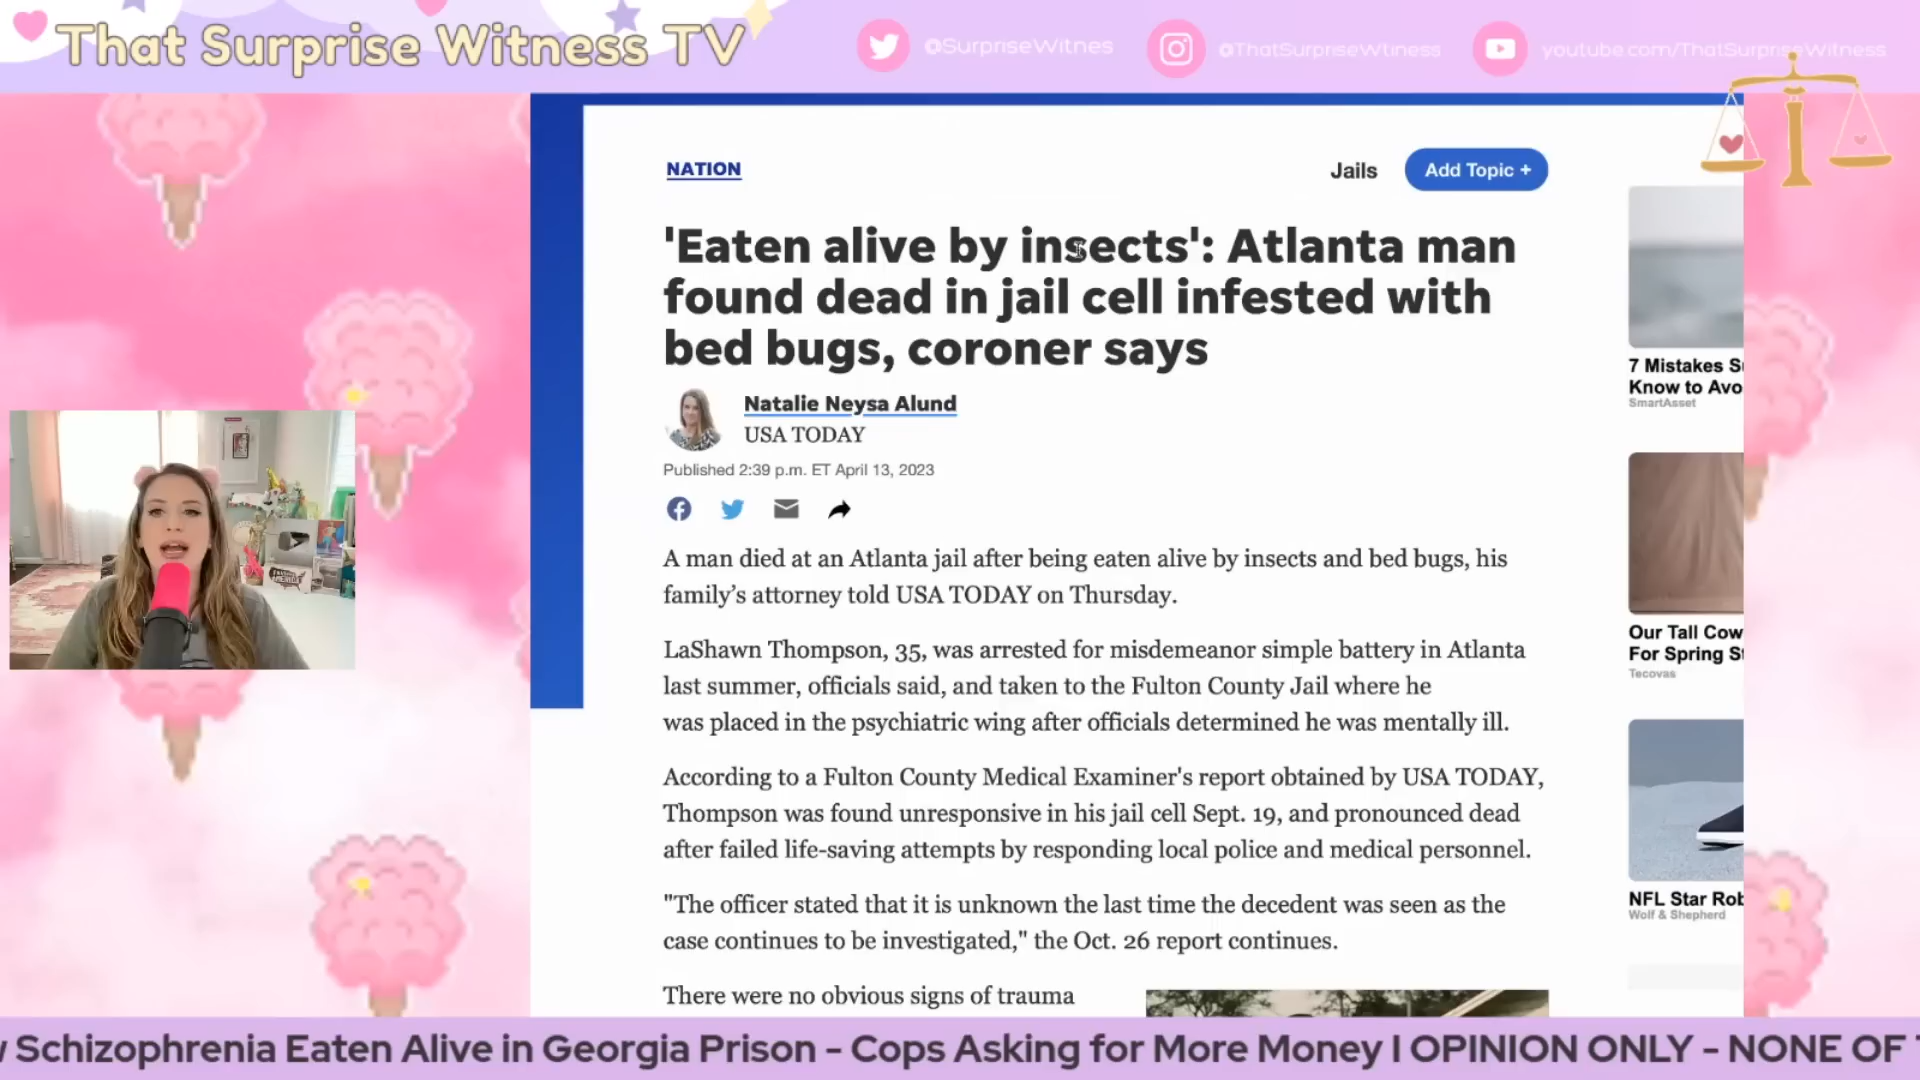 That Surprise Witness TV
@SurpriseWitnes
@ThatSurpriseWtiness
youtube.com/ThatSurpriseWitness
NATION
Jails
Add Topic +
'Eaten alive by insects': Atlanta man
found dead in jail cell infested with
bed bugs, coroner says
Natalie Neysa Alund
USA TODAY
Published 2:39 p.m. ET April 13, 2023
A man died at an Atlanta jail after being eaten alive by insects and bed bugs, his
family’s attorney told USA TODAY on Thursday.
LaShawn Thompson, 35, was arrested for misdemeanor simple battery in Atlanta
last summer, officials said, and taken to the Fulton County Jail where he
was placed in the psychiatric wing after officials determined he was mentally ill.
According to a Fulton County Medical Examiner's report obtained by USA TODAY,
Thompson was found unresponsive in his jail cell Sept. 19, and pronounced dead
after failed life-saving attempts by responding local police and medical personnel.
"The officer stated that it is unknown the last time the decedent was seen as the
case continues to be investigated," the Oct. 26 report continues.
There were no obvious signs of trauma
7 Mistakes
Know to Avo
SmartAsset
Our Tall Cow
For Spring
Tecovas
NFL Star Rob
Wolf & Shepherd
Schizophrenia Eaten Alive in Georgia Prison - Cops Asking for More Money I OPINION ONLY - NONE OF